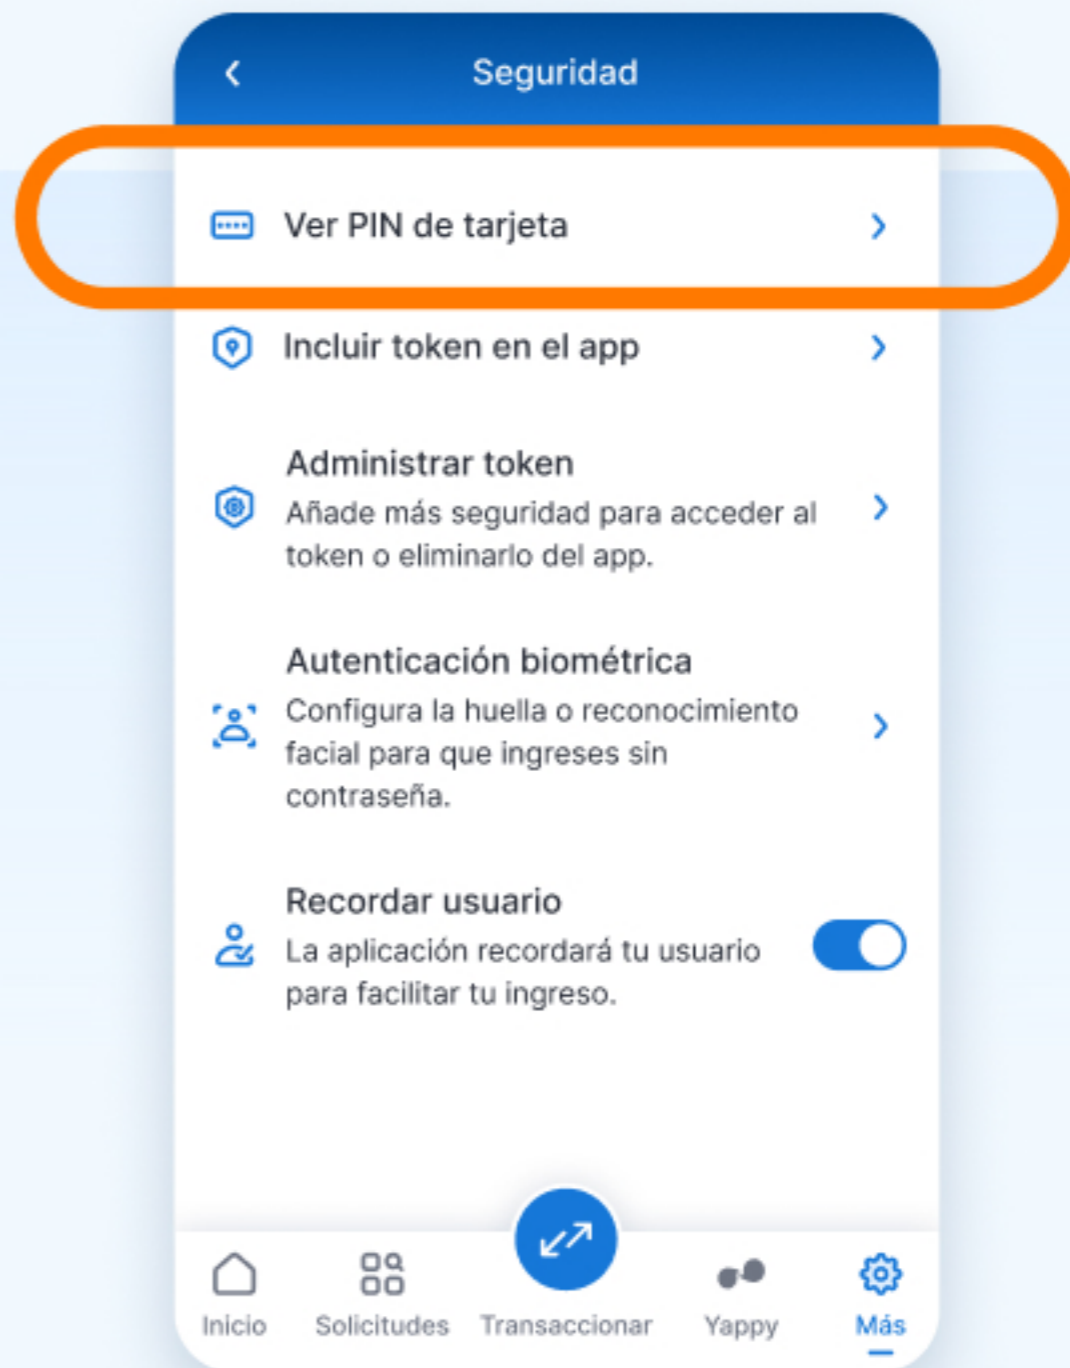 Seguridad
Ver PIN de tarjeta
Incluir token en el app
Administrar token
Añade más seguridad para acceder al
token o eliminarlo del app.
Autenticación biométrica
Configura la huella o reconocimiento
facial para que ingreses sin
contraseña.
Recordar usuario
La aplicación recordará tu usuario
para facilitar tu ingreso.
Inicio Solicitudes Transaccionar Yappy Más